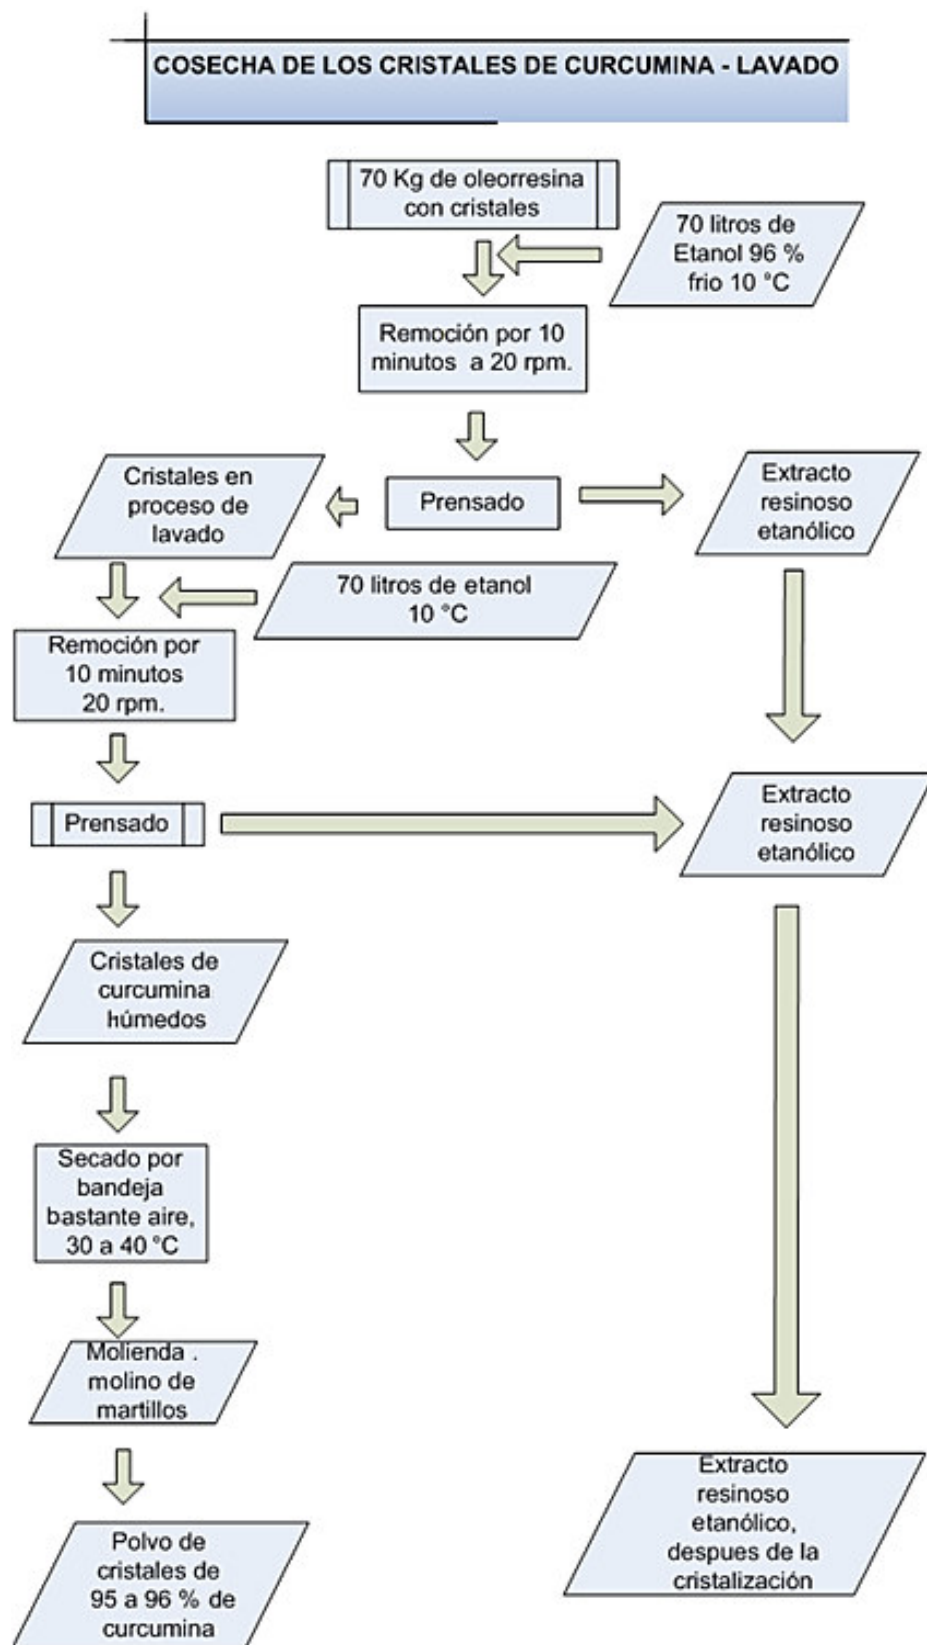 COSECHA DE LOS CRISTALES DE CURCUMINA - LAVADO
70 Kg de oleorresina
con cristales
70 litros de
Etanol 96 %
frio 10 °C
Remoción por 10
minutos a 20 rpm.
Cristales en
proceso de
lavado
Prensado
Extracto
resinoso
etanólico
70 litros de etanol
10 °C
Remoción por
10 minutos
20 rpm.
Prensado
Extracto
resinoso
etanólico
Cristales de
curcumina
húmedos
Secado por
bandeja
bastante aire,
30 a 40 °C
Molienda .
molino de
martillos
Polvo de
cristales de
95 a 96 % de
curcumina
Extracto
resinoso
etanólico,
despues de la
cristalización